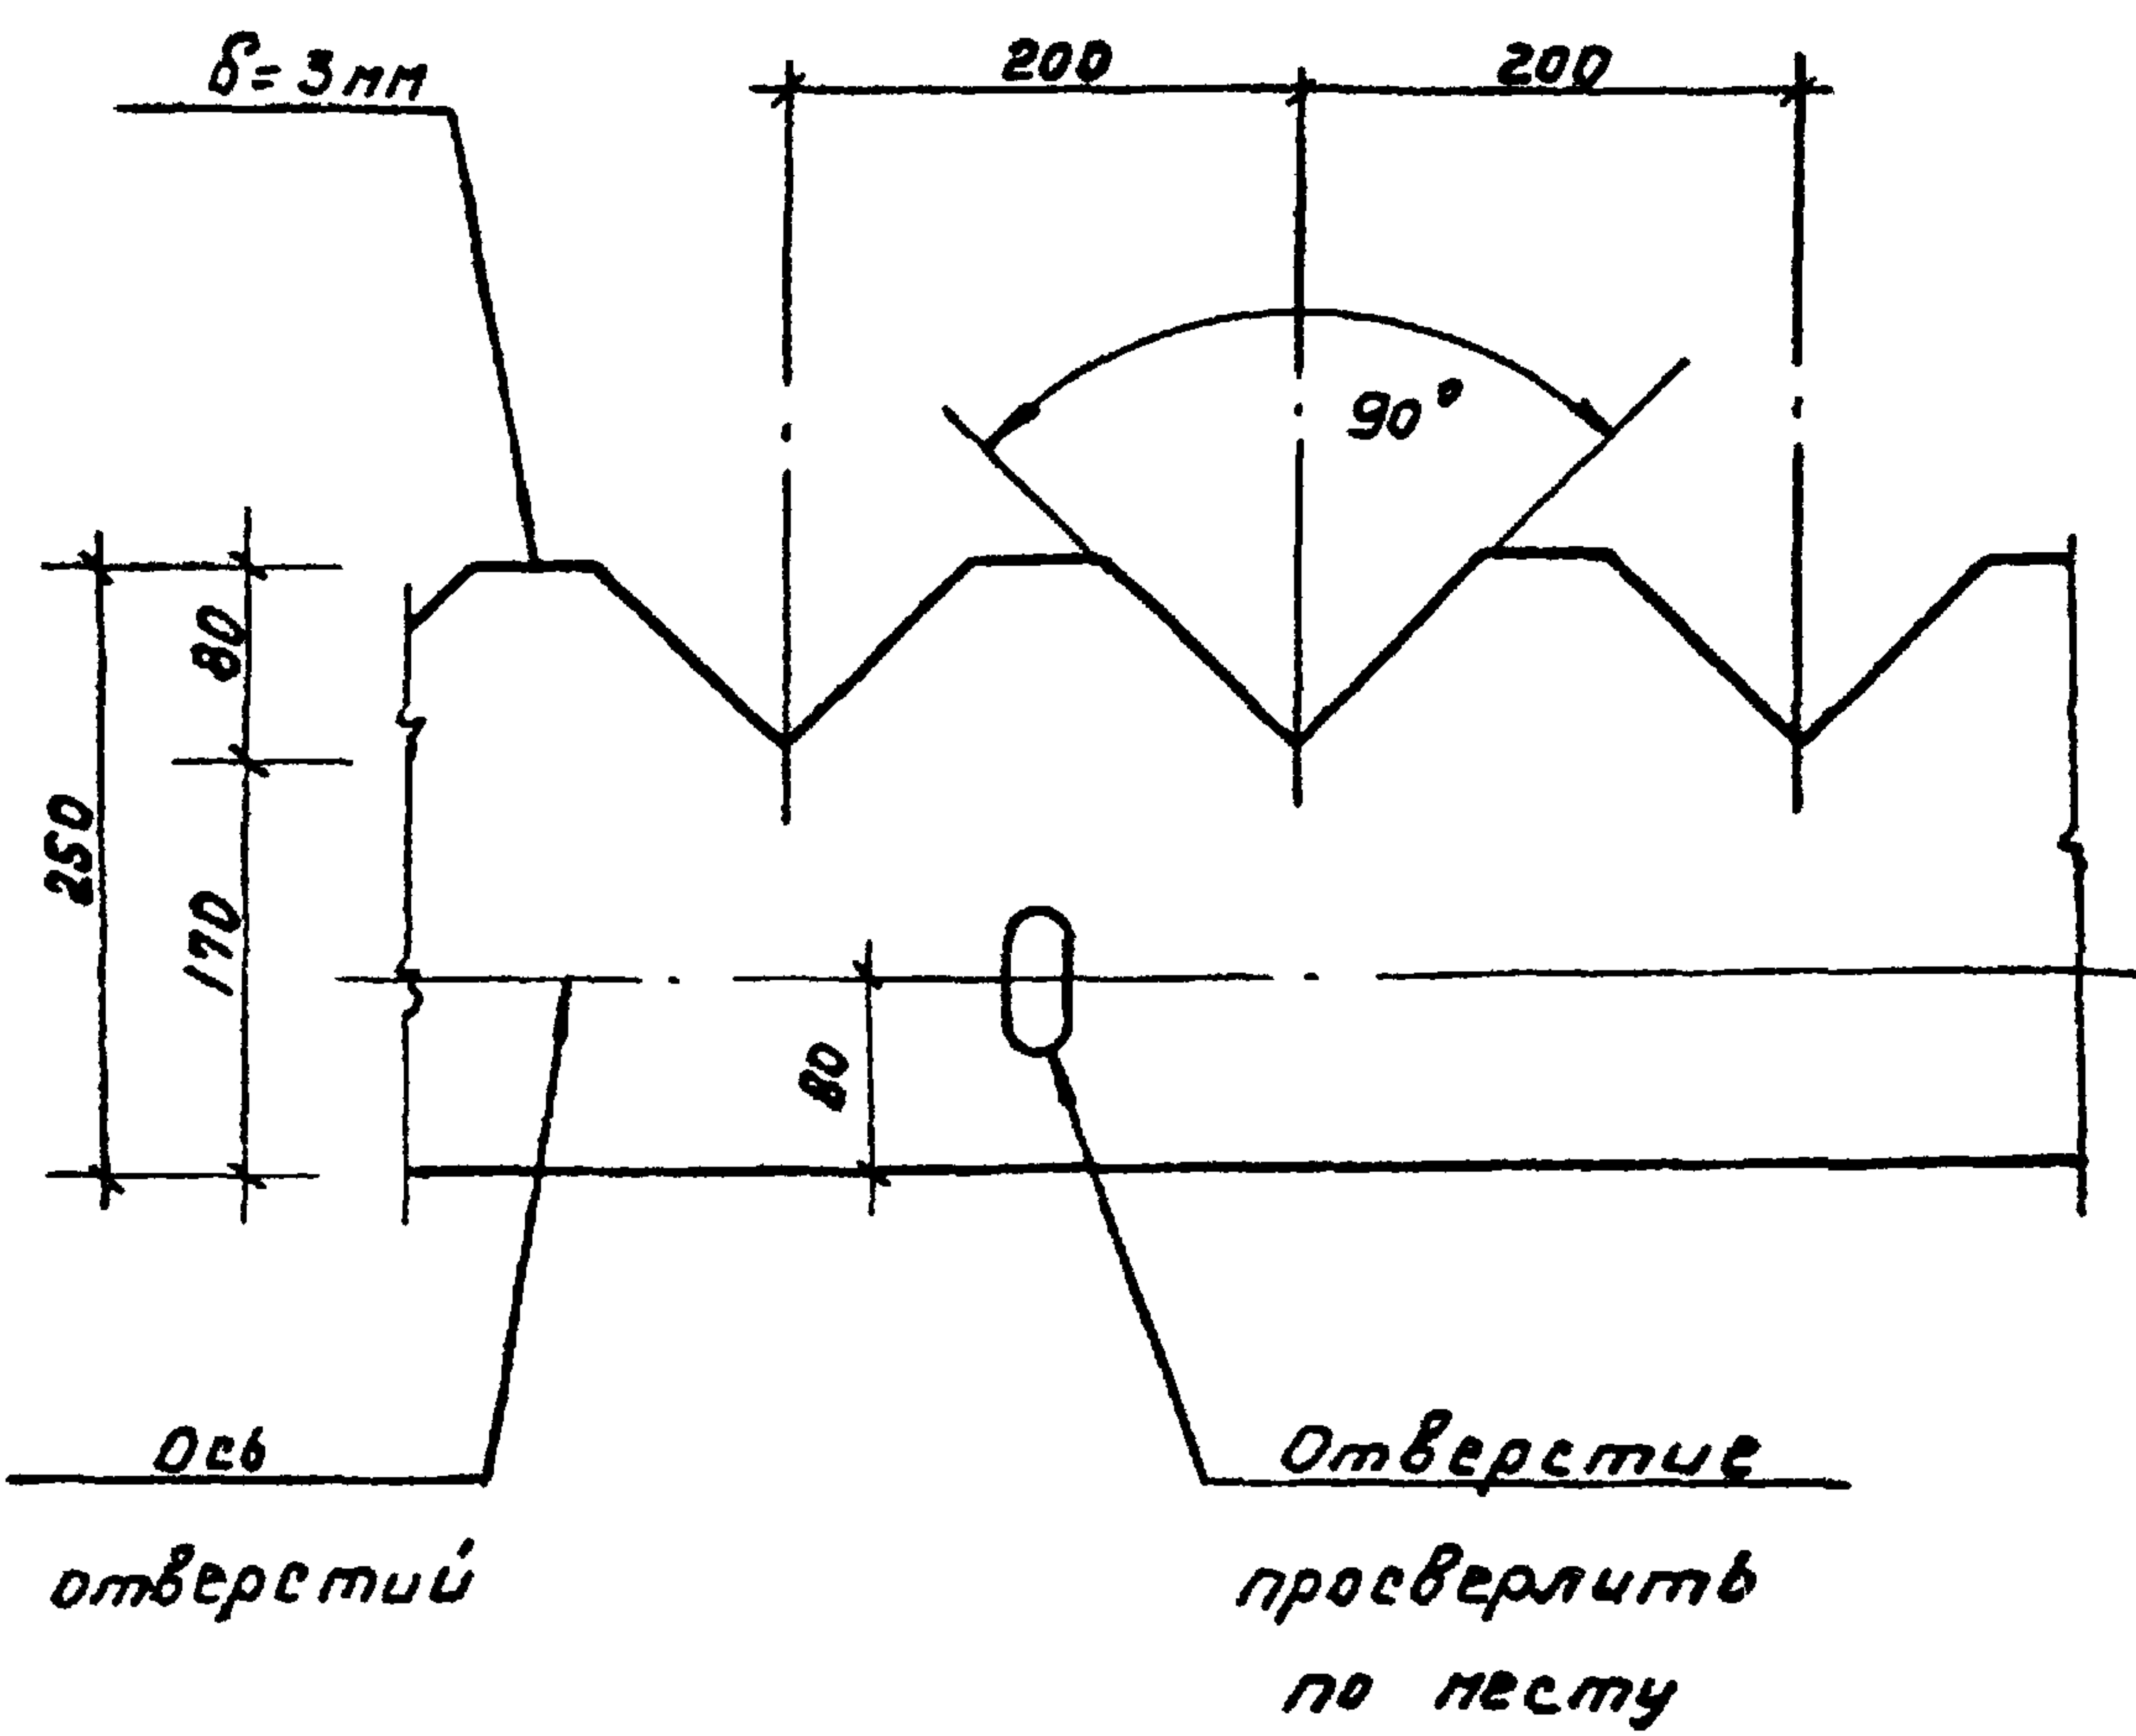 δ= 3мм
200
200
90°
80
250
170
80
Ось
отверстий
Отверстие
просверлить
по месту